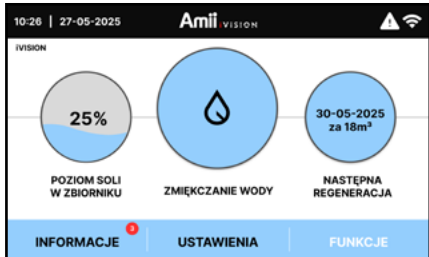 10:26 | 27-05-2025
Amii iVISION
iVISION
25%
30-05-2025
za 18m³
POZIOM SOLI
W ZBIORNIKU
ZMIĘKCZANIE WODY
NASTĘPNA
REGENERACJA
INFORMACJE
3
USTAWIENIA
FUNKCJE